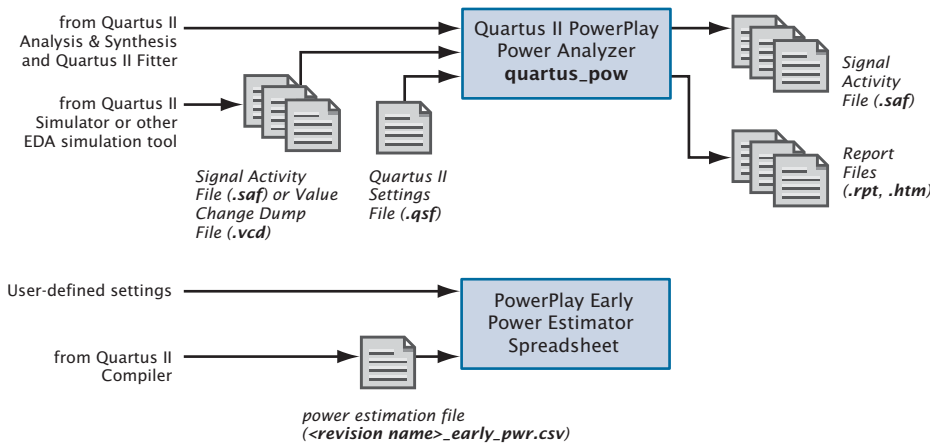 from Quartus II
Analysis & Synthesis
and Quartus II Fitter
Quartus II PowerPlay
Power Analyzer
quartus_pow
Signal
Activity
File (.saf)
from Quartus II
Simulator or other
EDA simulation tool
Signal Activity
File (.saf) or Value
Change Dump
File (.vcd)
Quartus II
Settings
File (.qsf)
Report
Files
(.rpt, .htm)
User-defined settings
PowerPlay Early
Power Estimator
Spreadsheet
from Quartus II
Compiler
power estimation file
(<revision name>_early_pwr.csv)